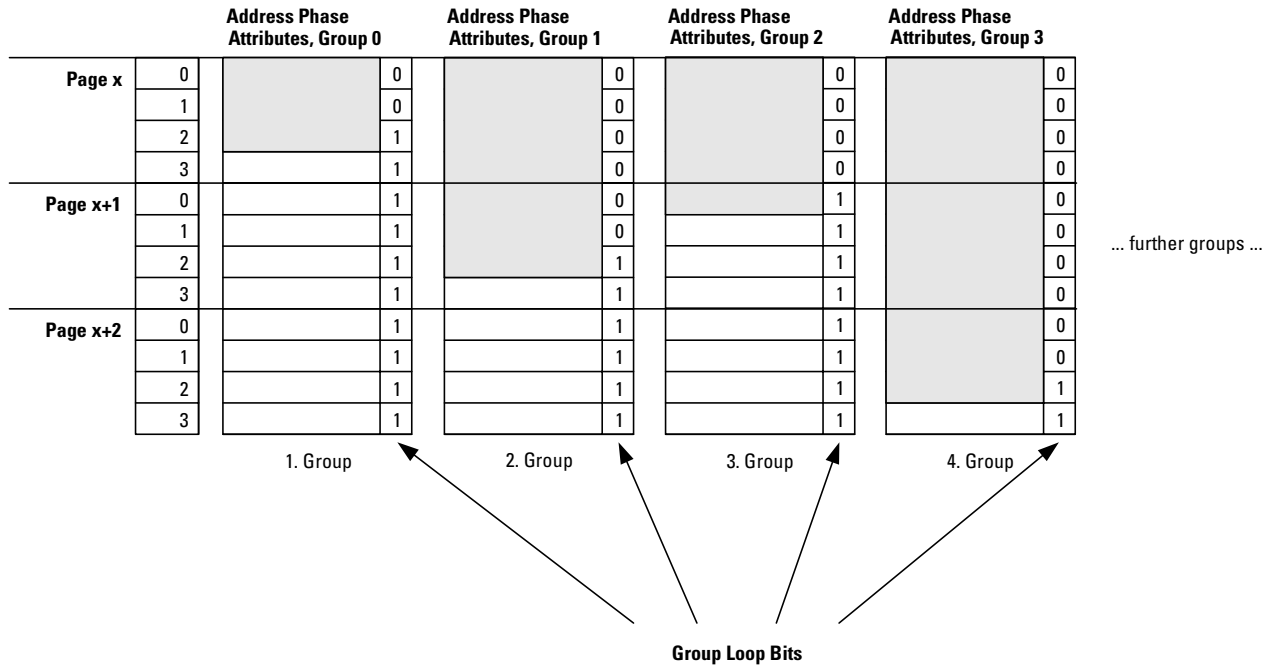 Address Phase Attributes, Group 0
Address Phase Attributes, Group 1
Address Phase Attributes, Group 2
Address Phase Attributes, Group 3
Page x 0 0 0 0 0
1 0 0 0 0
2 1 0 0 0
3 1 0 0 0
Page x+1 0 1 0 1 0
1 1 0 1 0
2 1 1 1 0
3 1 1 1 0
Page x+2 0 1 1 1 0
1 1 1 1 0
2 1 1 1 1
3 1 1 1 1
... further groups ...
1. Group 2. Group 3. Group 4. Group
Group Loop Bits